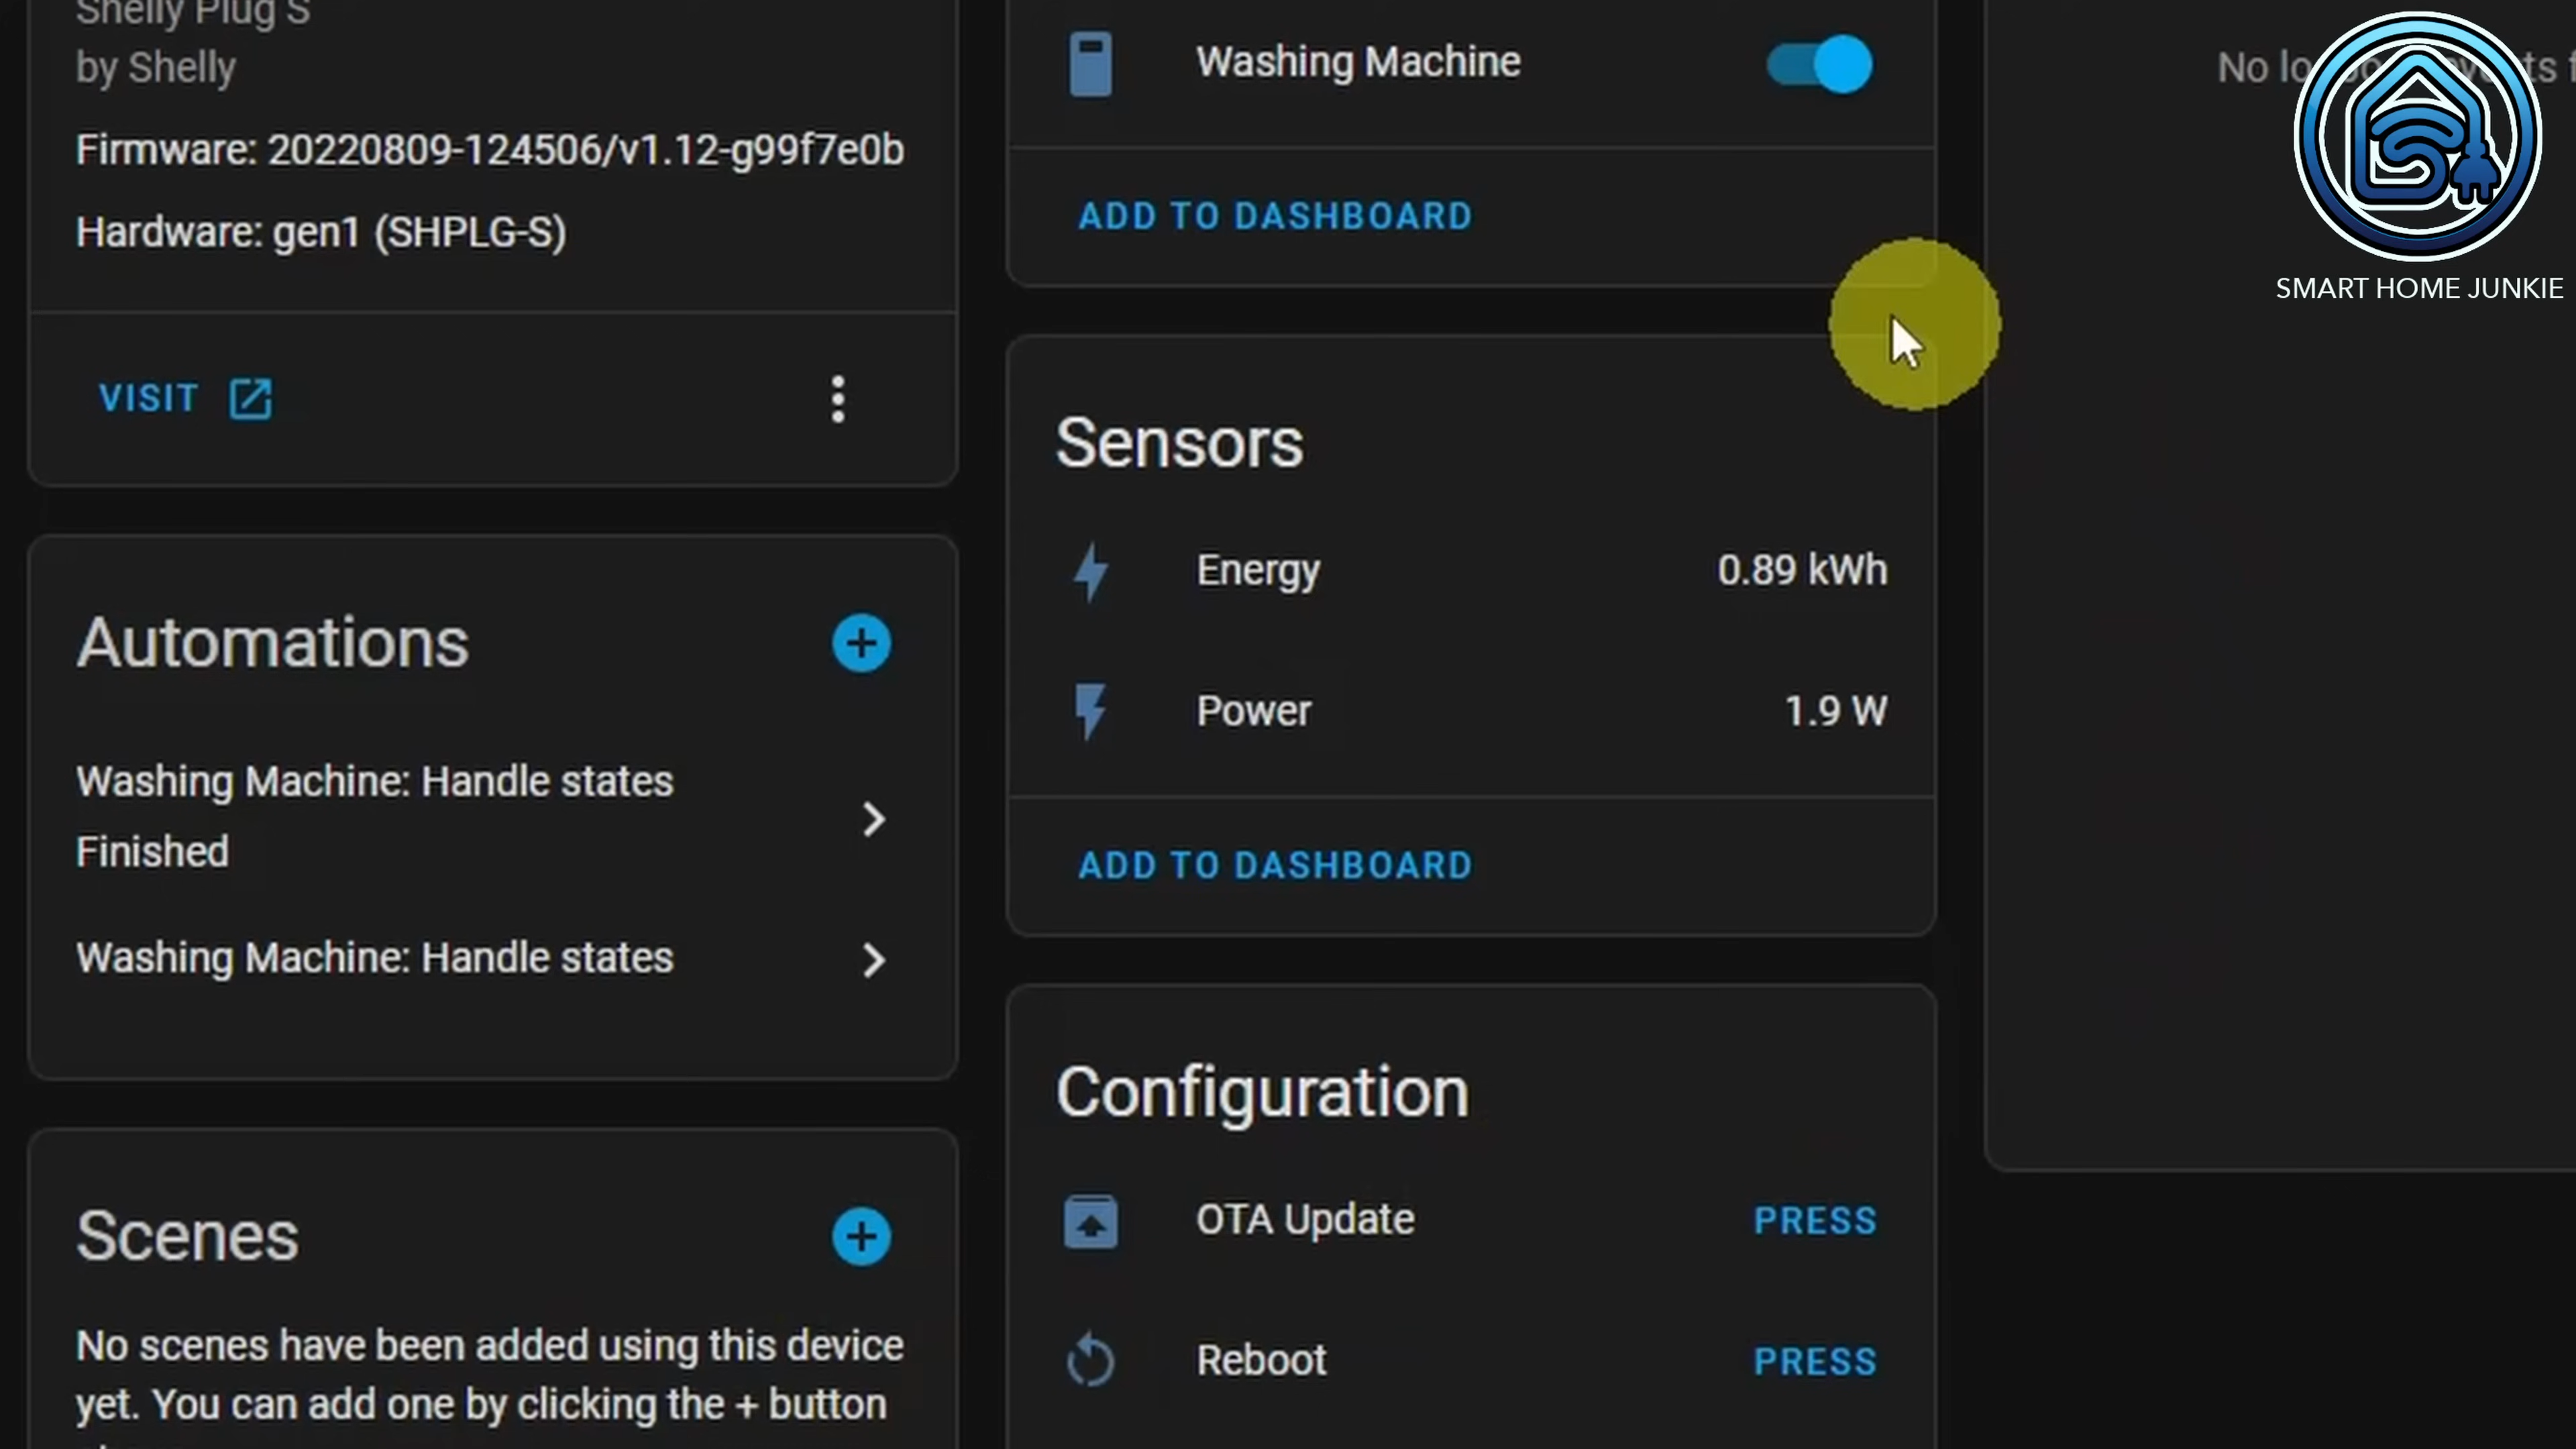 Shelly Plug S
by Shelly
Firmware: 20220809-124506/v1.12-g99f7e0b
Hardware: gen1 (SHPLG-S)
VISIT
Automations
Washing Machine: Handle states
Finished
Washing Machine: Handle states
Scenes
No scenes have been added using this device
yet. You can add one by clicking the + button
Washing Machine
ADD TO DASHBOARD
Sensors
Energy 0.89 kWh
Power 1.9 W
ADD TO DASHBOARD
Configuration
OTA Update PRESS
Reboot PRESS
No
SMART HOME JUNKIE